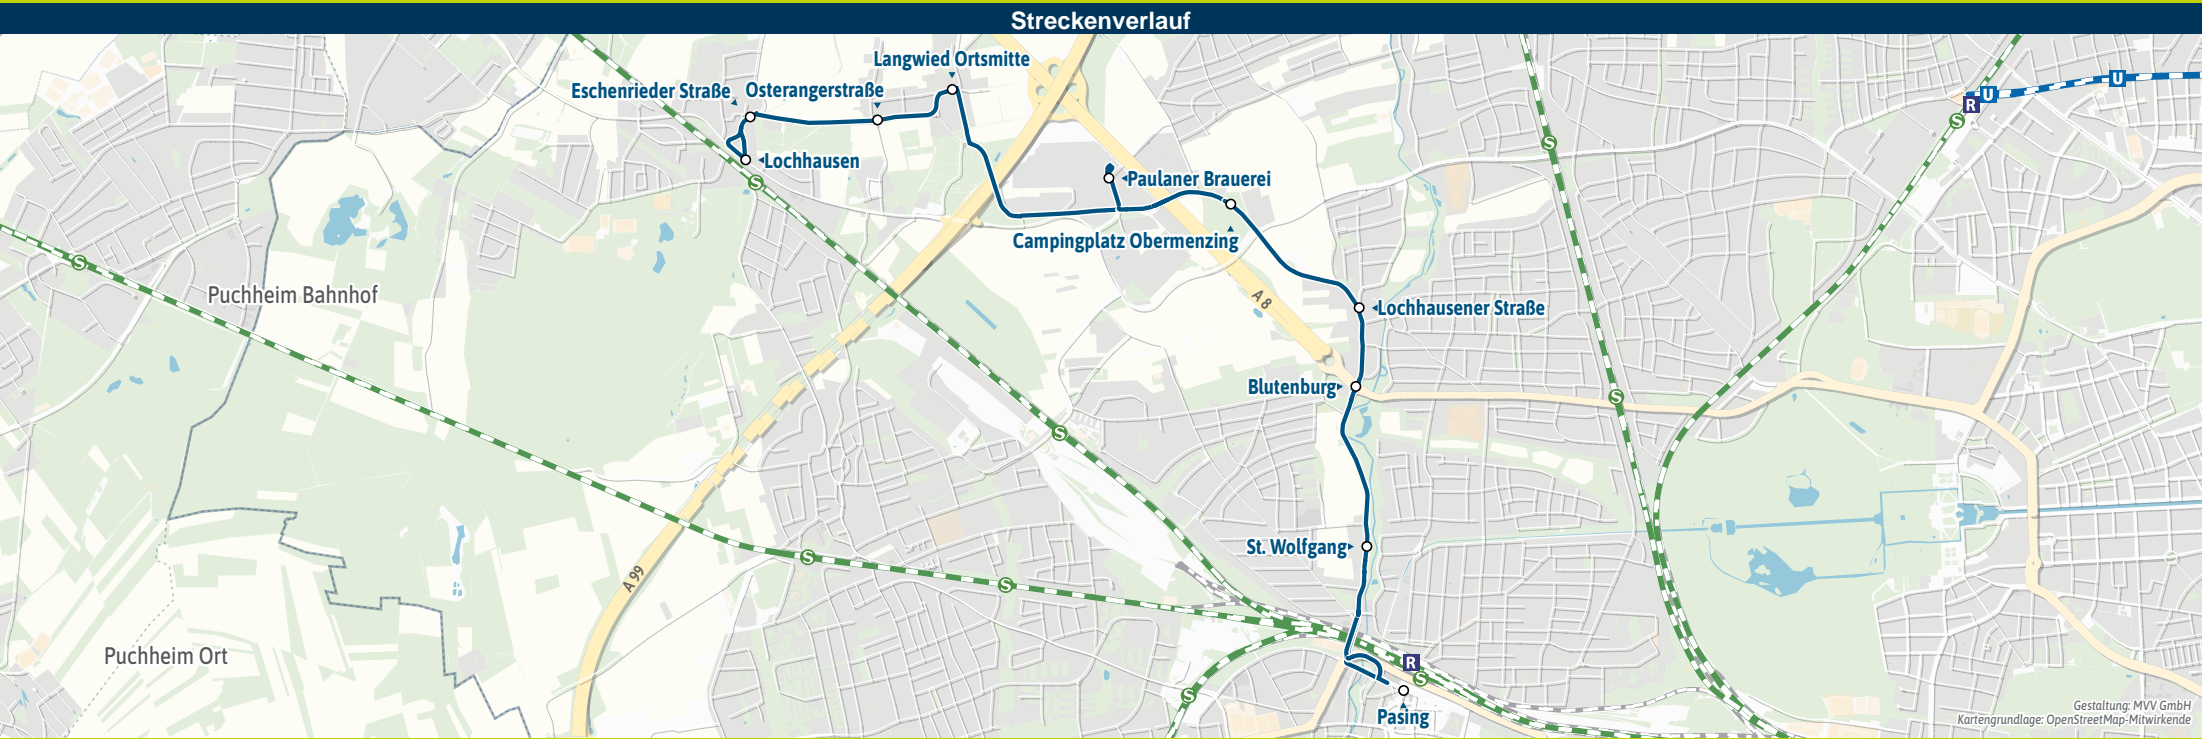 Streckenverlauf
Langwied Ortsmitte
Eschenrieder Straße
Osterangerstraße
U
U
R
S
S
Lochhausen
S
Paulaner Brauerei
Campingplatz Obermenzing
S
Puchheim Bahnhof
A 8
Lochhausener Straße
Blutenburg
S
S
St. Wolfgang
S
A 99
S
Puchheim Ort
R
S
S
Pasing
Gestaltung: MVV GmbH
Kartengrundlage: OpenStreetMap-Mitwirkende